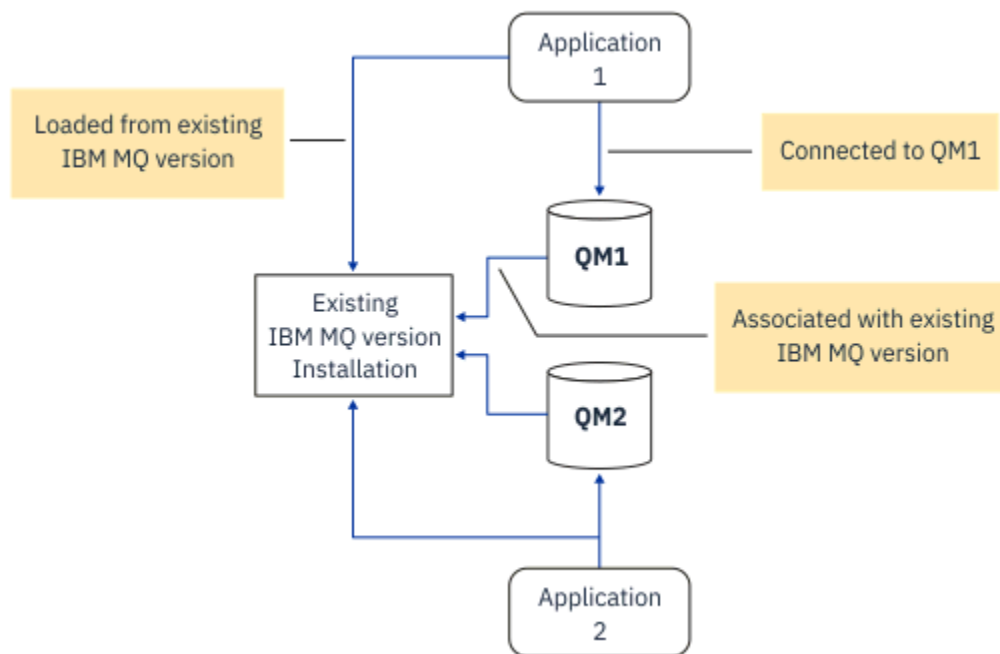 Application
1
Loaded from existing
IBM MQ version
Connected to QM1
QM1
Existing
IBM MQ version
Installation
Associated with existing
IBM MQ version
QM2
Application
2